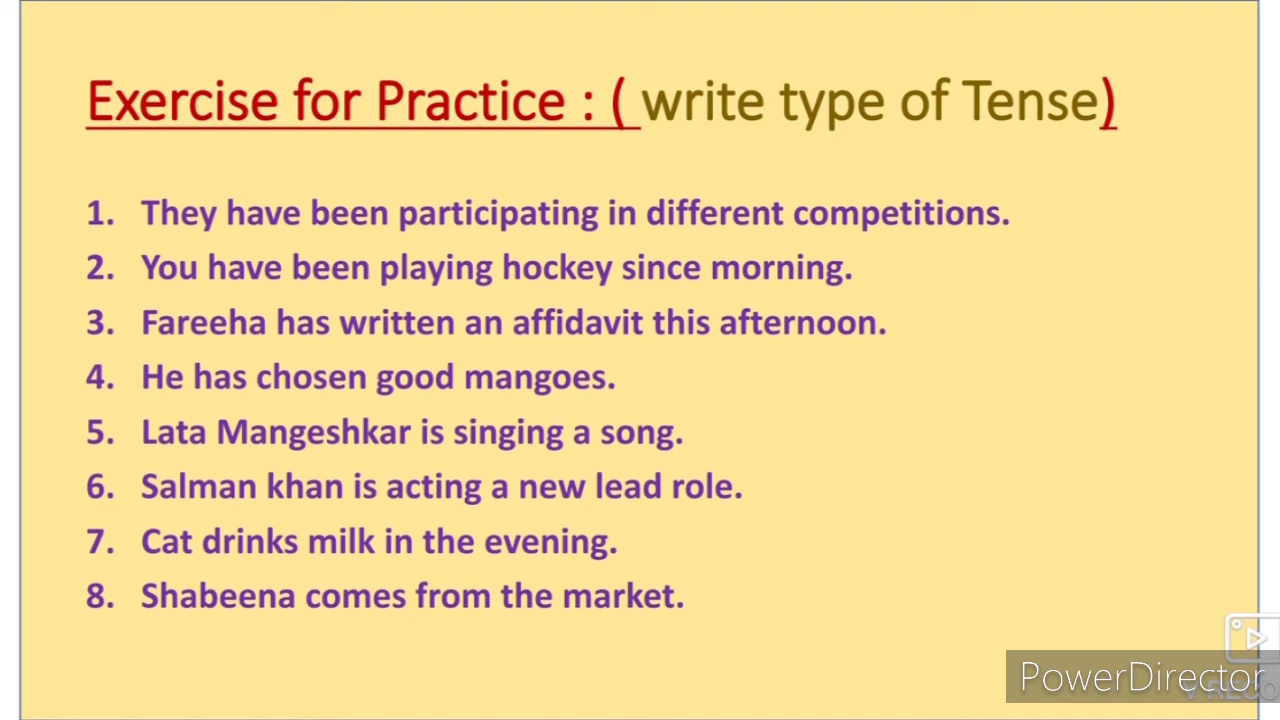 Exercise for Practice : ( write type of Tense)
1. They have been participating in different competitions.
2. You have been playing hockey since morning.
3. Fareeha has written an affidavit this afternoon.
4. He has chosen good mangoes.
5. Lata Mangeshkar is singing a song.
6. Salman khan is acting a new lead role.
7. Cat drinks milk in the evening.
8. Shabeena comes from the market.
PowerDirector